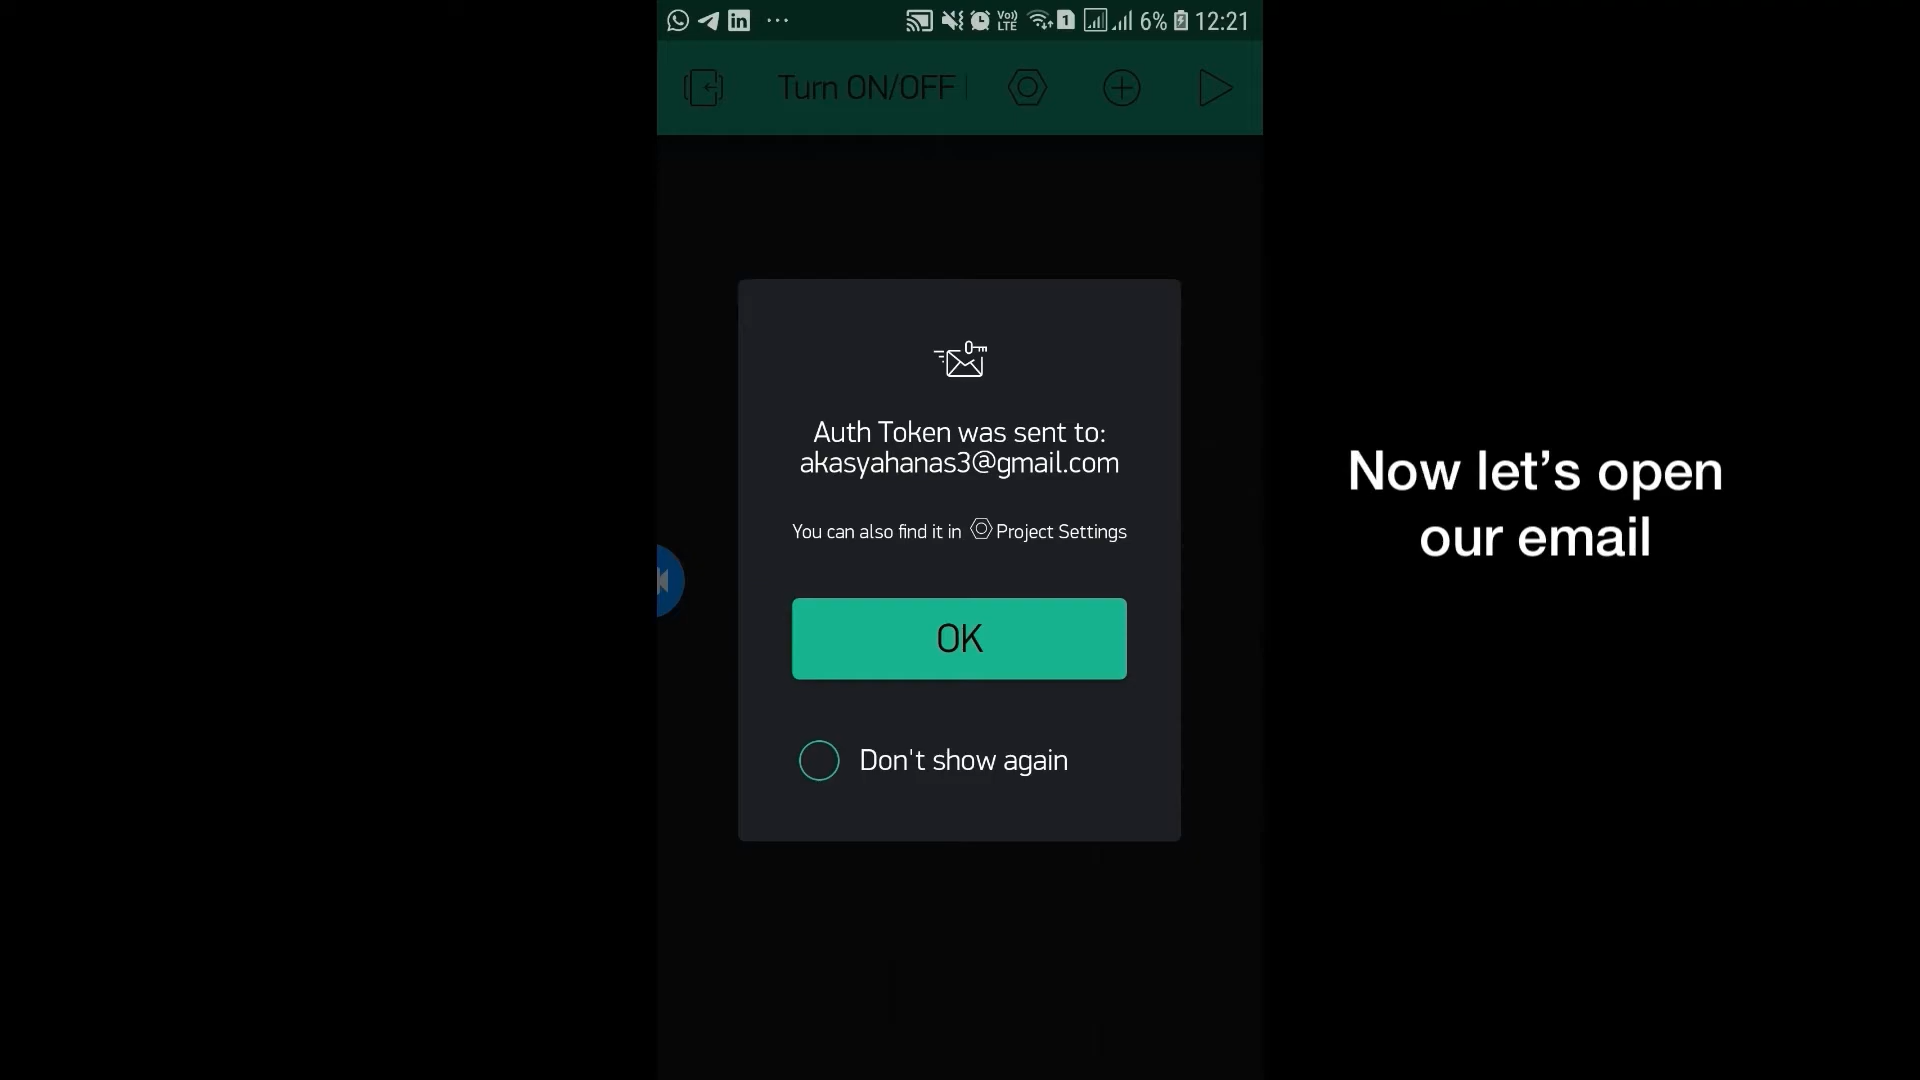 6% 12:21
Turn ON/OFF
Auth Token was sent to:
akasyahanas3@gmail.com
You can also find it in Project Settings
OK
Don't show again
Now let’s open
our email